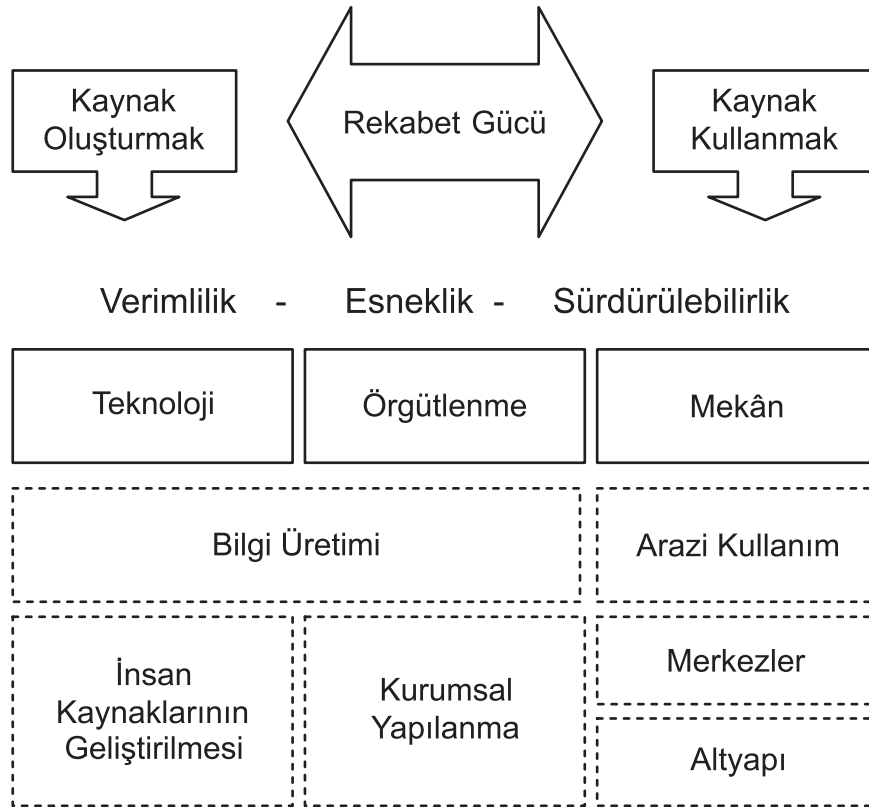 Kaynak
Oluşturmak
Rekabet Gücü
Kaynak
Kullanmak
Verimlilik - Esneklik - Sürdürülebilirlik
Teknoloji
Örgütlenme
Mekân
Bilgi Üretimi
Arazi Kullanım
İnsan
Kaynaklarının
Geliştirilmesi
Kurumsal
Yapılanma
Merkezler
Altyapı